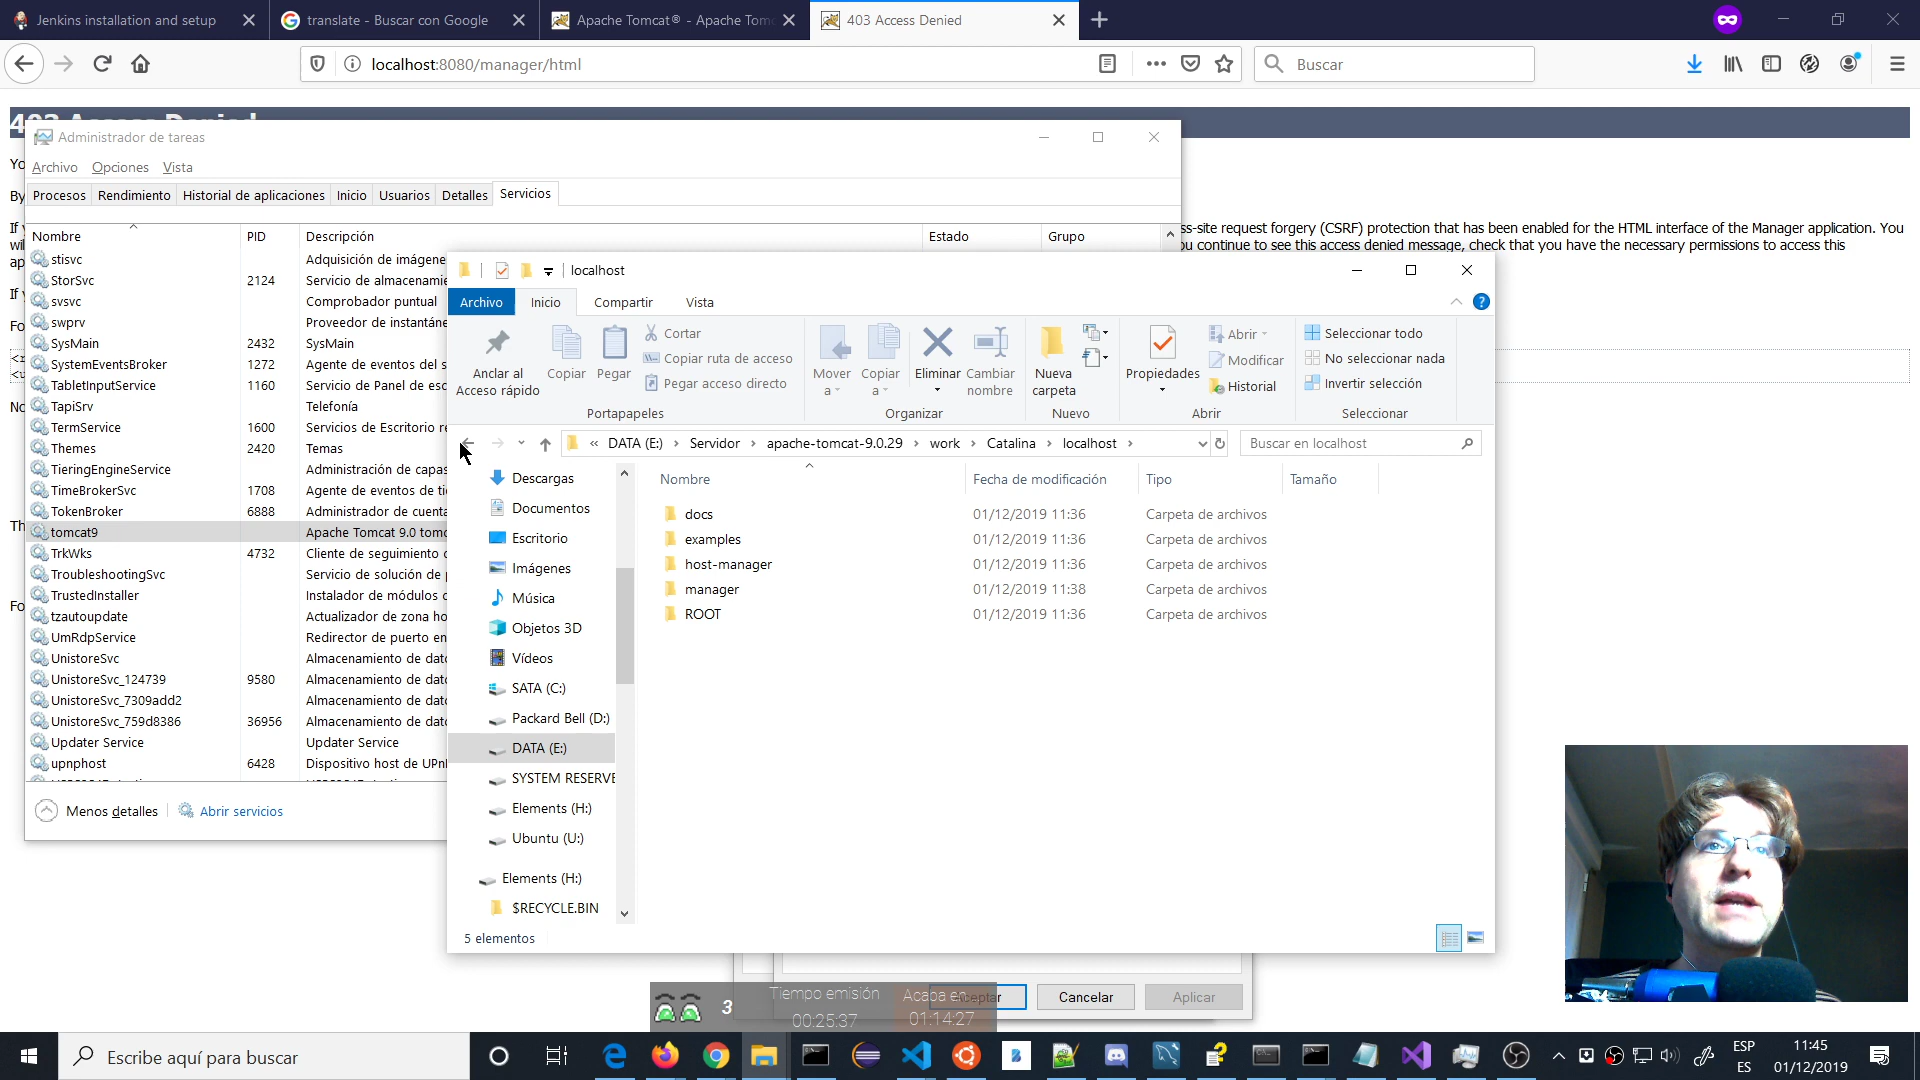 Jenkins installation and setup
translate - Buscar con Google
Apache Tomcat® - Apache Tom
403 Access Denied
localhost:8080/manager/html
Buscar
403 Access Denied
Administrador de tareas
Archivo Opciones Vista
Procesos Rendimiento Historial de aplicaciones Inicio Usuarios Detalles Servicios
Nombre PID Descripción Estado Grupo
ss-site request forgery (CSRF) protection that has been enabled for the HTML interface of the Manager application. You
ou continue to see this access denied message, check that you have the necessary permissions to access this
stisvc Adquisición de imágene
StorSvc 2124 Servicio de almacenamie
svsvc Comprobador puntual
swprv Proveedor de instantáne
SysMain 2432 SysMain
SystemEventsBroker 1272 Agente de eventos del s
TabletInputService 1160 Servicio de Panel de esc
TapiSrv Telefonía
TermService 1600 Servicios de Escritorio re
Themes 2420 Temas
TieringEngineService Administración de capas
TimeBrokerSvc 1708 Agente de eventos de ti
TokenBroker 6888 Administrador de cuenta
tomcat9 Apache Tomcat 9.0 tomc
TrkWks 4732 Cliente de seguimiento d
TroubleshootingSvc Servicio de solución de p
TrustedInstaller Instalador de módulos d
tzautoupdate Actualizador de zona ho
UmRdpService Redirector de puerto en
UnistoreSvc Almacenamiento de dato
UnistoreSvc_124739 9580 Almacenamiento de dato
UnistoreSvc_7309add2 Almacenamiento de dato
UnistoreSvc_759d8386 36956 Almacenamiento de dato
Updater Service Updater Service
upnphost 6428 Dispositivo host de UPnP
Menos detalles Abrir servicios
localhost
Archivo Inicio Compartir Vista
Anclar al
Acceso rápido
Copiar
Pegar
Cortar
Copiar ruta de acceso
Pegar acceso directo
Portapapeles
Mover
a
Copiar
a
Eliminar
Cambiar
nombre
Organizar
Nueva
carpeta
Nuevo
Propiedades
Abrir
Modificar
Historial
Abrir
Seleccionar todo
No seleccionar nada
Invertir selección
Seleccionar
« DATA (E:) › Servidor › apache-tomcat-9.0.29 › work › Catalina › localhost ›
Buscar en localhost
Descargas
Documentos
Escritorio
Imágenes
Música
Objetos 3D
Vídeos
SATA (C:)
Packard Bell (D:)
DATA (E:)
SYSTEM RESERVE
Elements (H:)
Ubuntu (U:)
Elements (H:)
$RECYCLE.BIN
Nombre Fecha de modificación Tipo Tamaño
docs 01/12/2019 11:36 Carpeta de archivos
examples 01/12/2019 11:36 Carpeta de archivos
host-manager 01/12/2019 11:36 Carpeta de archivos
manager 01/12/2019 11:38 Carpeta de archivos
ROOT 01/12/2019 11:36 Carpeta de archivos
5 elementos
Cancelar Aplicar
3
Tiempo emisión
00:25:37
Acaba en
01:14:27
Escribe aquí para buscar
ESP
ES
11:45
01/12/2019